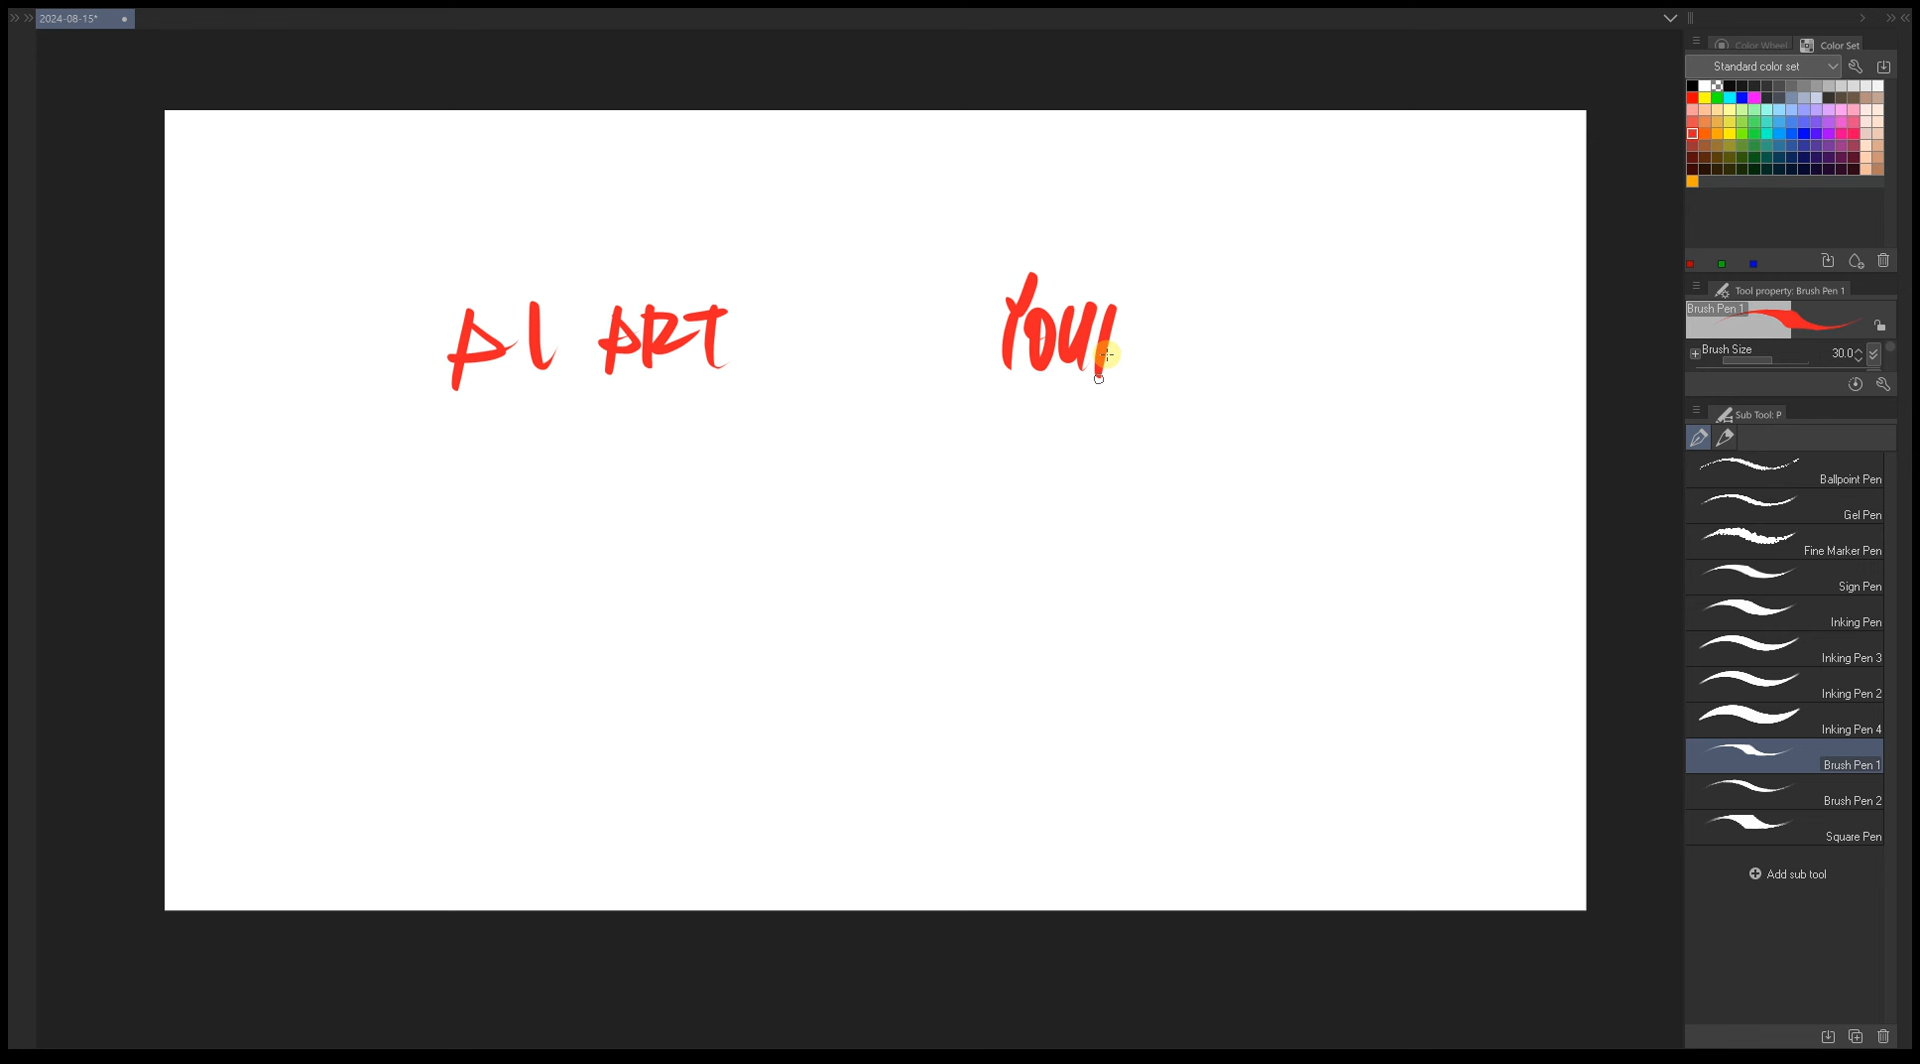 2024-08-15*
Color Wheel
Color Set
Standard color set
AI ART
YOU
Tool property: Brush Pen 1
Brush Pen 1
Brush Size
30.0
Sub Tool: P
Ballpoint Pen
Gel Pen
Fine Marker Pen
Sign Pen
Inking Pen
Inking Pen 3
Inking Pen 2
Inking Pen 4
Brush Pen 1
Brush Pen 2
Square Pen
Add sub tool